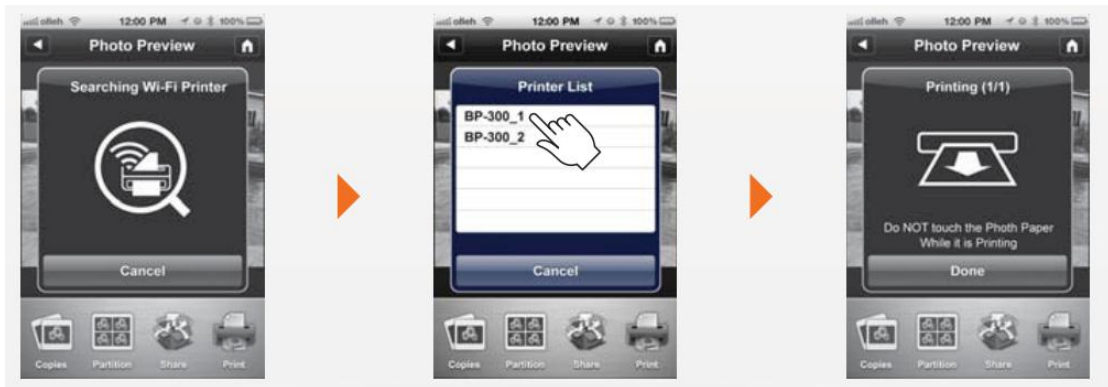 olleh 12:00 PM 100%
Photo Preview
Searching Wi-Fi Printer
Cancel
Copies Partition Share Print
olleh 12:00 PM 100%
Photo Preview
Printer List
BP-300_1
BP-300_2
Cancel
Copies Partition Share Print
olleh 12:00 PM 100%
Photo Preview
Printing (1/1)
Do NOT touch the Photh Paper
While it is Printing
Done
Copies Partition Share Print